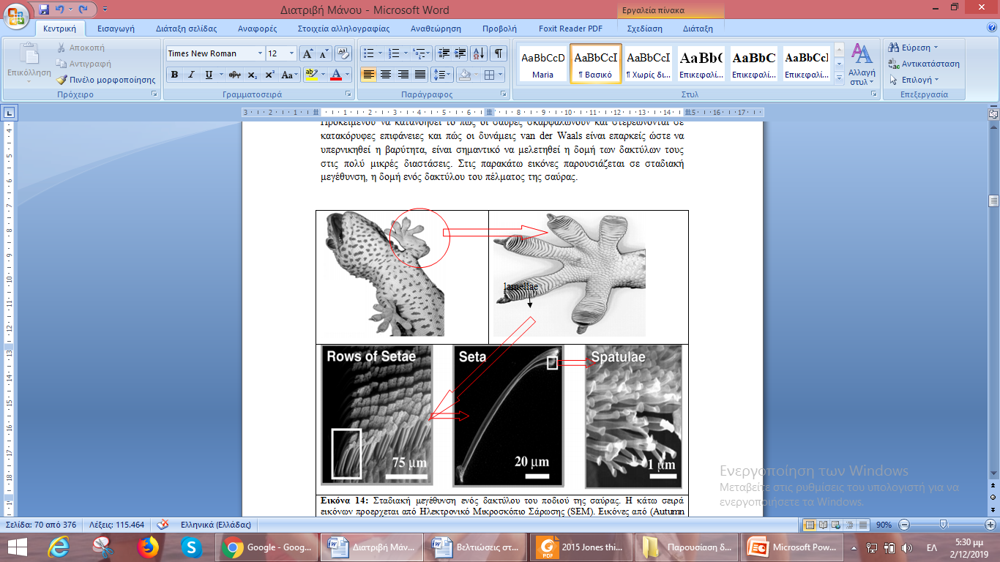 Διατριβή Μάνου - Microsoft Word
Εργαλεία πίνακα
Κεντρική Εισαγωγή Διάταξη σελίδας Αναφορές Στοιχεία αλληλογραφίας Αναθεώρηση Προβολή Foxit Reader PDF Σχεδίαση Διάταξη
Επικόλληση
Αποκοπή
Αντιγραφή
Πινέλο μορφοποίησης
Πρόχειρο
Times New Roman 12
Γραμματοσειρά
Παράγραφος
AaBbCcD AaBbCcI AaBbCcI AaBb( AaBbC AaBbCcI
Maria ¶ Βασικό ¶ Χωρίς δι... Επικεφαλί... Επικεφαλί... Επικεφαλί...
Αλλαγή στυλ
Στυλ
Εύρεση
Αντικατάσταση
Επιλογή
Επεξεργασία
Προκειμένου να κατανοηθεί το πώς οι σαύρες σκαρφαλώνουν και στερεώνονται σε
κατακόρυφες επιφάνειες και πώς οι δυνάμεις van der Waals είναι επαρκείς ώστε να
υπερνικηθεί η βαρύτητα, είναι σημαντικό να μελετηθεί η δομή των δακτύλων τους
στις πολύ μικρές διαστάσεις. Στις παρακάτω εικόνες παρουσιάζεται σε σταδιακή
μεγέθυνση, η δομή ενός δακτύλου του πέλματος της σαύρας.
lamellae
Rows of Setae
75 μm
Seta
20 μm
Spatulae
1 μm
Εικόνα 14: Σταδιακή μεγέθυνση ενός δακτύλου του ποδιού της σαύρας. Η κάτω σειρά
εικόνων προερχεται από Ηλεκτρονικό Μικροσκόπιο Σάρωσης (SEM). Εικόνες από (Autumn
Ενεργοποίηση των Windows
Μεταβείτε στις ρυθμίσεις του υπολογιστή για να
ενεργοποιήσετε τα Windows.
Σελίδα: 70 από 376 Λέξεις: 115.464 Ελληνικά (Ελλάδας) 90%
Google - Goog... Διατριβή Μάν... Βελτιώσεις στ... 2015 Jones thi... Παρουσίαση δ... Microsoft Pow... ΕΛ
5:30 μμ
2/12/2019